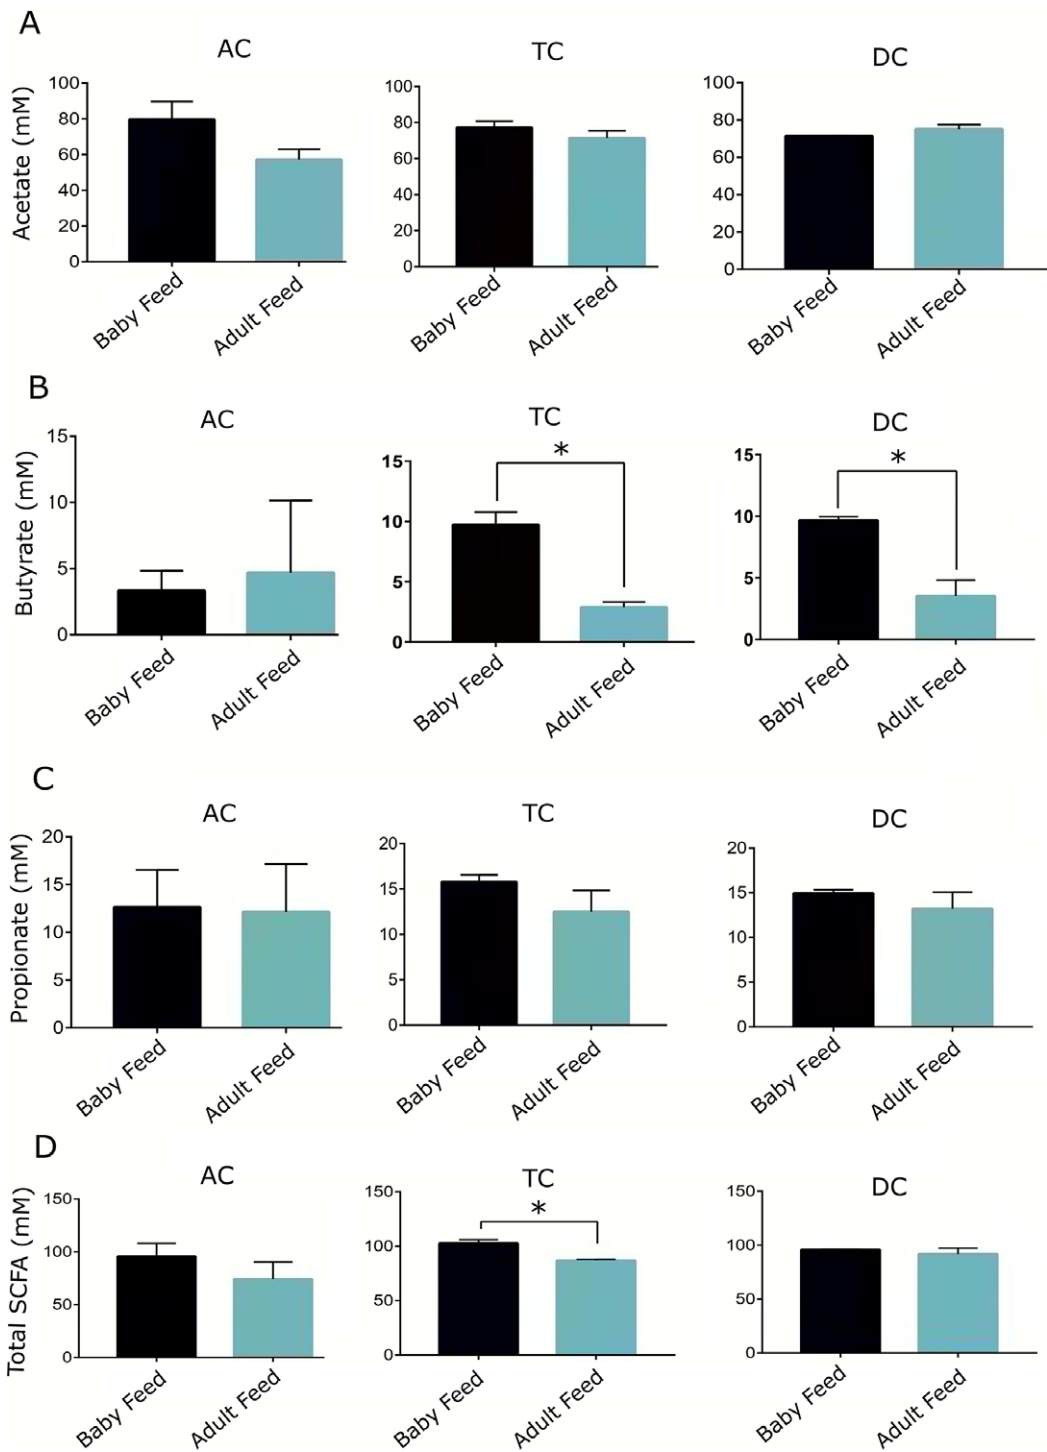 A
AC
TC
DC
Acetate (mM)
100
80
60
40
20
0
100
80
60
40
20
0
100
80
60
40
20
0
Baby Feed
Adult Feed
Baby Feed
Adult Feed
Baby Feed
Adult Feed
B
AC
TC
DC
Butyrate (mM)
15
10
5
0
15
10
5
0
15
10
5
0
*
*
Baby Feed
Adult Feed
Baby Feed
Adult Feed
Baby Feed
Adult Feed
C
AC
TC
DC
Propionate (mM)
20
15
10
5
0
20
15
10
5
0
20
15
10
5
0
Baby Feed
Adult Feed
Baby Feed
Adult Feed
Baby Feed
Adult Feed
D
AC
TC
DC
Total SCFA (mM)
150
100
50
0
150
100
50
0
150
100
50
0
*
Baby Feed
Adult Feed
Baby Feed
Adult Feed
Baby Feed
Adult Feed